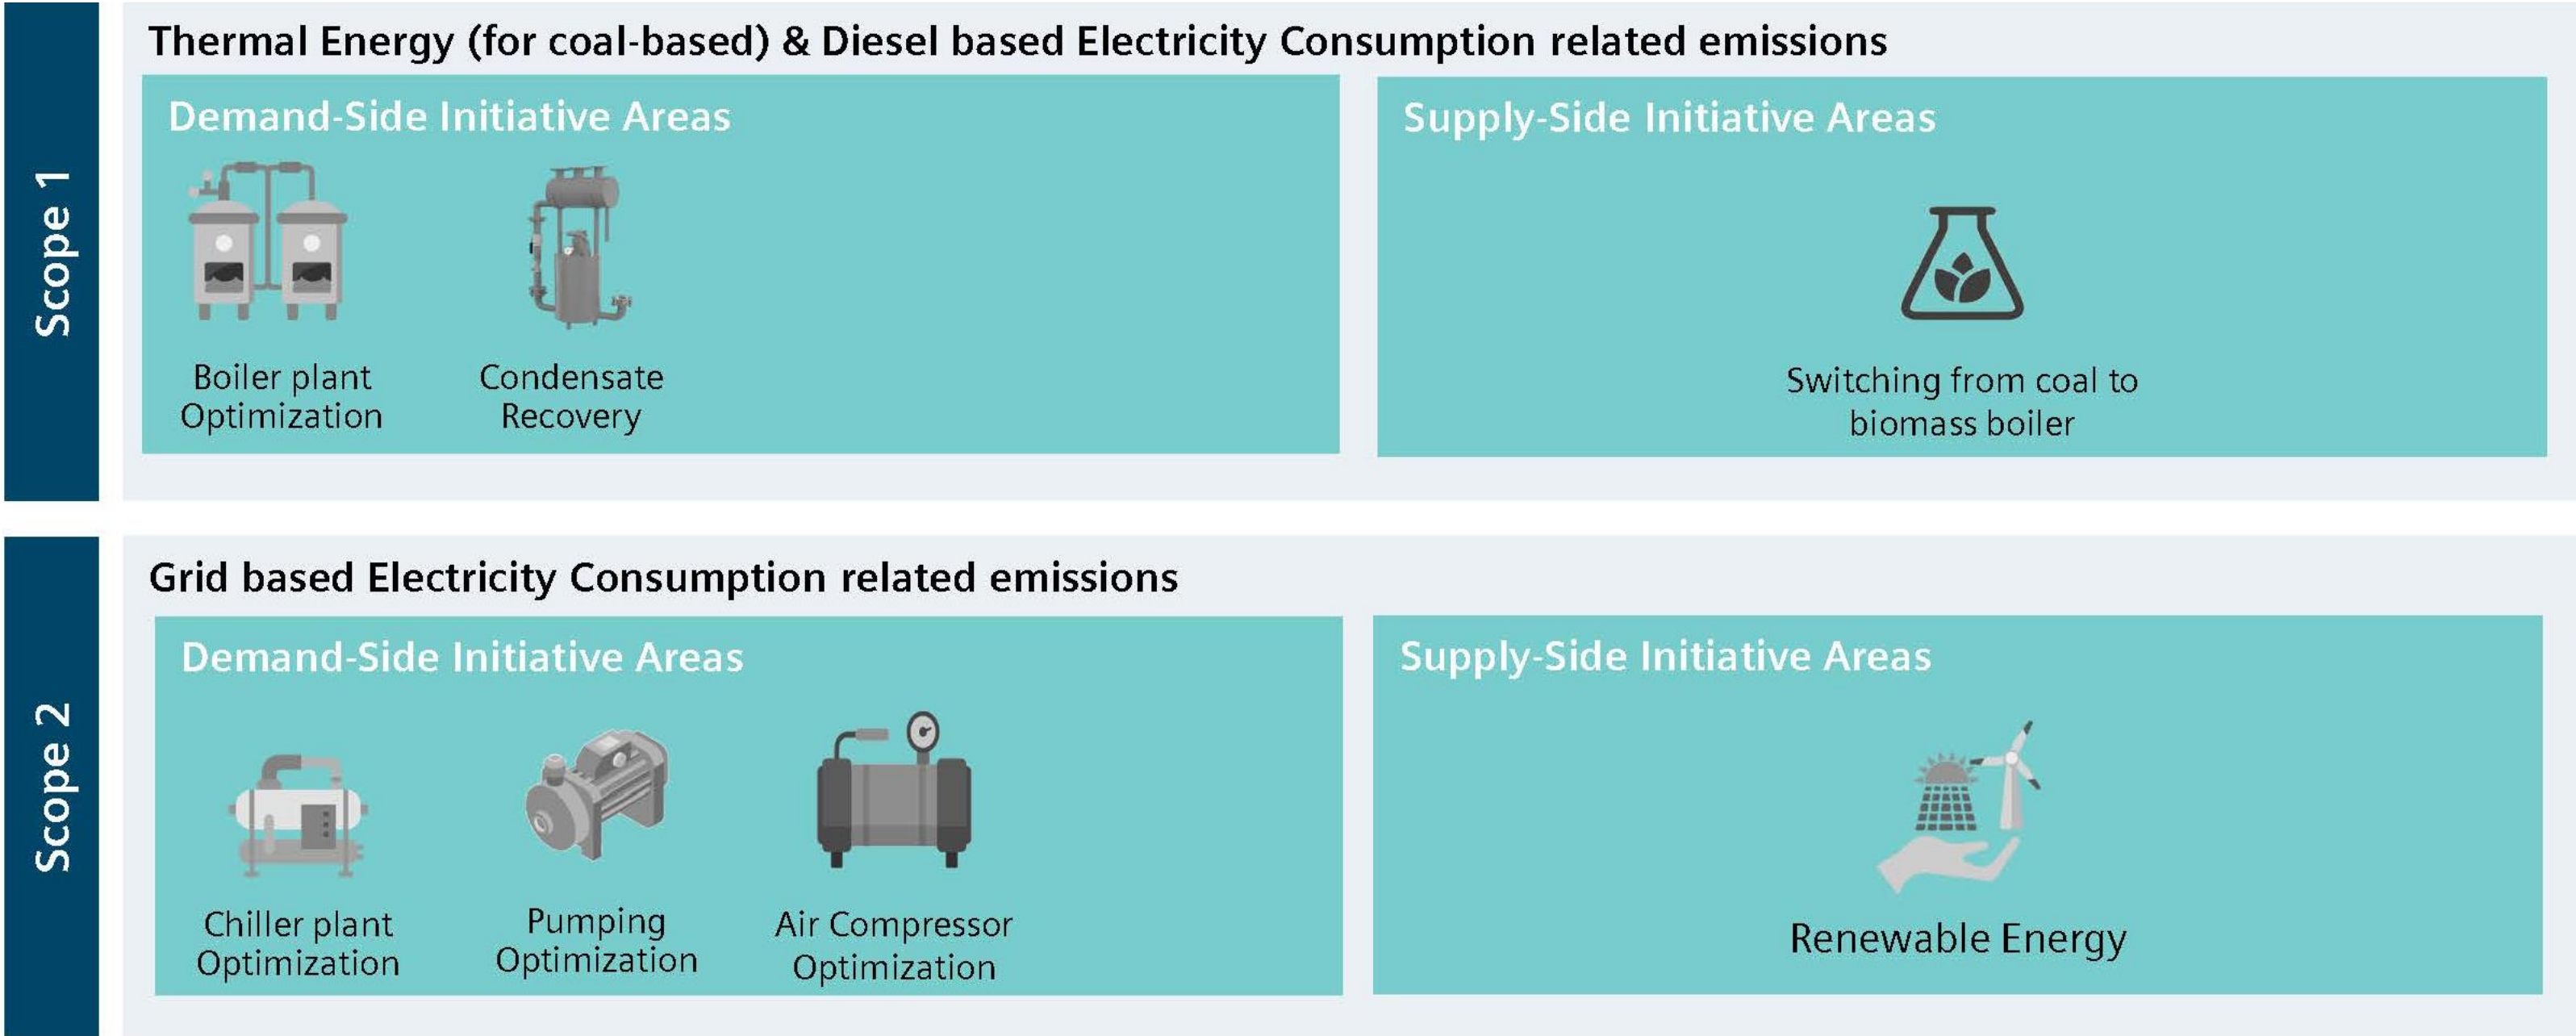 Scope 1
Thermal Energy (for coal-based) & Diesel based Electricity Consumption related emissions
Demand-Side Initiative Areas
Boiler plant
Optimization
Condensate
Recovery
Supply-Side Initiative Areas
Switching from coal to
biomass boiler
Scope 2
Grid based Electricity Consumption related emissions
Demand-Side Initiative Areas
Chiller plant
Optimization
Pumping
Optimization
Air Compressor
Optimization
Supply-Side Initiative Areas
Renewable Energy